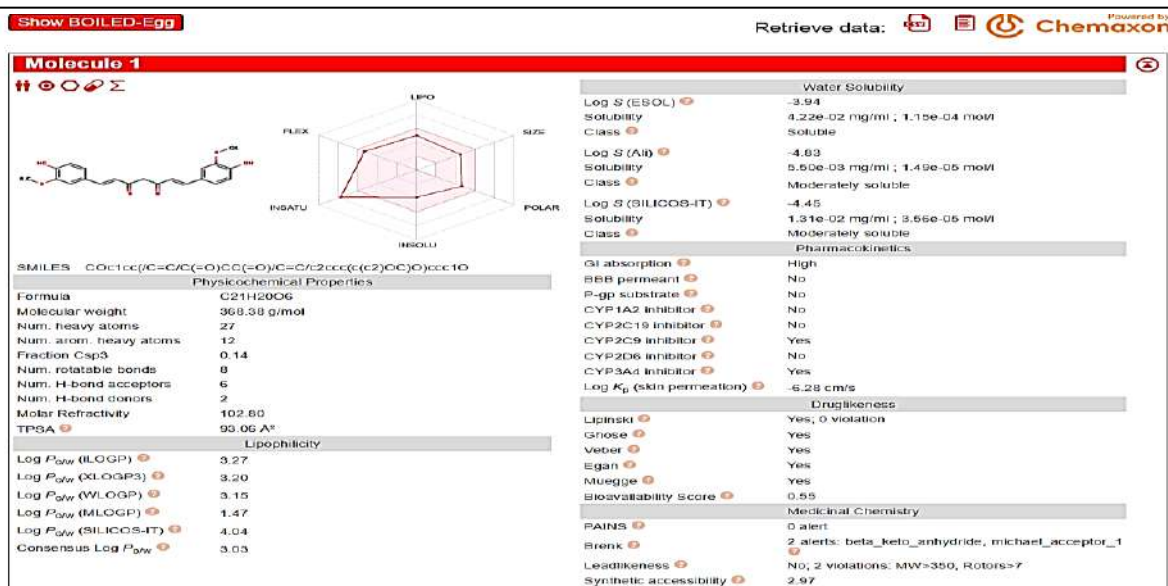 Show BOILED-Egg
Retrieve data:
Powered by
Chemaxon
Molecule 1
LIPO
FLEX
SIZE
INSATU
POLAR
INSOLU
SMILES COc1cc(/C=C/C(=O)CC(=O)/C=C/c2ccc(c(c2)OC)O)ccc1O
Physicochemical Properties
Formula C21H20O6
Molecular weight 368.38 g/mol
Num. heavy atoms 27
Num. arom. heavy atoms 12
Fraction Csp3 0.14
Num. rotatable bonds 8
Num. H-bond acceptors 6
Num. H-bond donors 2
Molar Refractivity 102.80
TPSA 93.06 Å²
Lipophilicity
Log Po/w (iLOGP) 3.27
Log Po/w (XLOGP3) 3.20
Log Po/w (WLOGP) 3.15
Log Po/w (MLOGP) 1.47
Log Po/w (SILICOS-IT) 4.04
Consensus Log Po/w 3.03
Water Solubility
Log S (ESOL) -3.94
Solubility 4.22e-02 mg/ml ; 1.15e-04 mol/l
Class Soluble
Log S (Ali) -4.83
Solubility 5.50e-03 mg/ml ; 1.49e-05 mol/l
Class Moderately soluble
Log S (SILICOS-IT) -4.45
Solubility 1.31e-02 mg/ml ; 3.56e-05 mol/l
Class Moderately soluble
Pharmacokinetics
GI absorption High
BBB permeant No
P-gp substrate No
CYP1A2 inhibitor No
CYP2C19 inhibitor No
CYP2C9 inhibitor Yes
CYP2D6 inhibitor No
CYP3A4 inhibitor Yes
Log Kp (skin permeation) -6.28 cm/s
Druglikeness
Lipinski Yes; 0 violation
Ghose Yes
Veber Yes
Egan Yes
Muegge Yes
Bioavailability Score 0.55
Medicinal Chemistry
PAINS 0 alert
Brenk 2 alerts: beta_keto_anhydride, michael_acceptor_1
Leadlikeness No; 2 violations: MW>350, Rotors>7
Synthetic accessibility 2.97